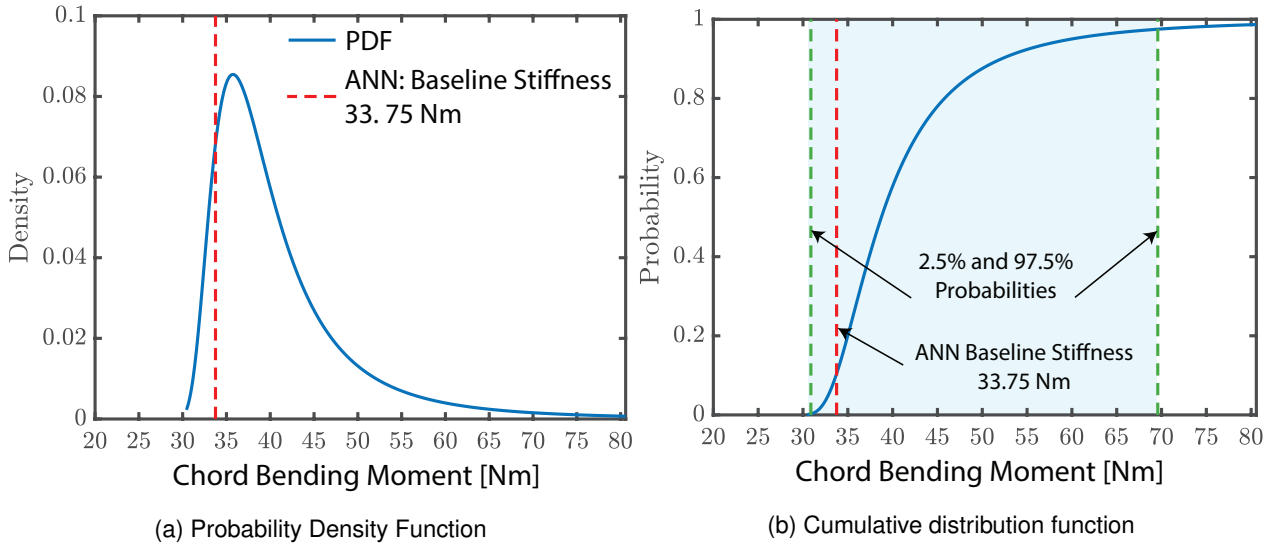 0.1
0.08
0.06
0.04
0.02
0
Density
PDF
ANN: Baseline Stiffness
33. 75 Nm
20 25 30 35 40 45 50 55 60 65 70 75 80
Chord Bending Moment [Nm]
(a) Probability Density Function
1
0.8
0.6
0.4
0.2
0
Probability
2.5% and 97.5%
Probabilities
ANN Baseline Stiffness
33.75 Nm
20 25 30 35 40 45 50 55 60 65 70 75 80
Chord Bending Moment [Nm]
(b) Cumulative distribution function